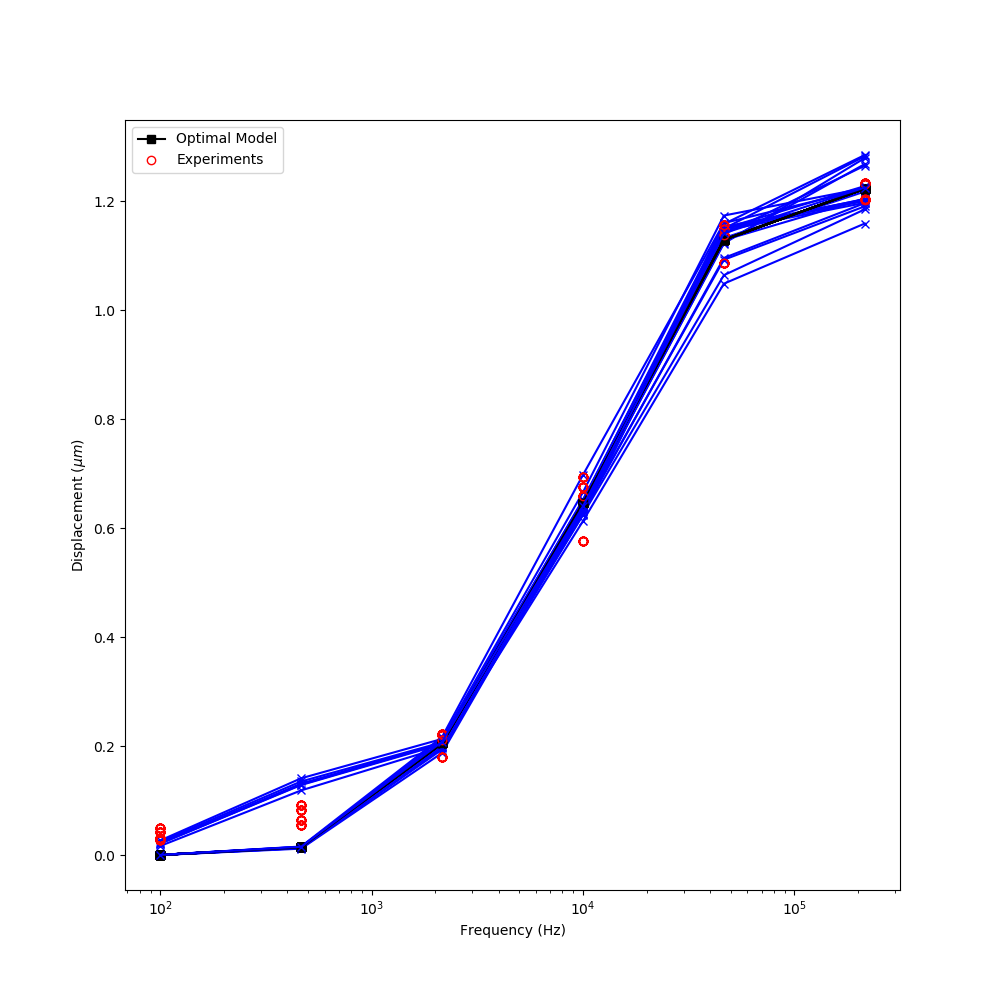 Optimal Model
Experiments
1.2
1.0
0.8
0.6
0.4
0.2
0.0
Displacement (μm)
10²
10³
10⁴
10⁵
Frequency (Hz)